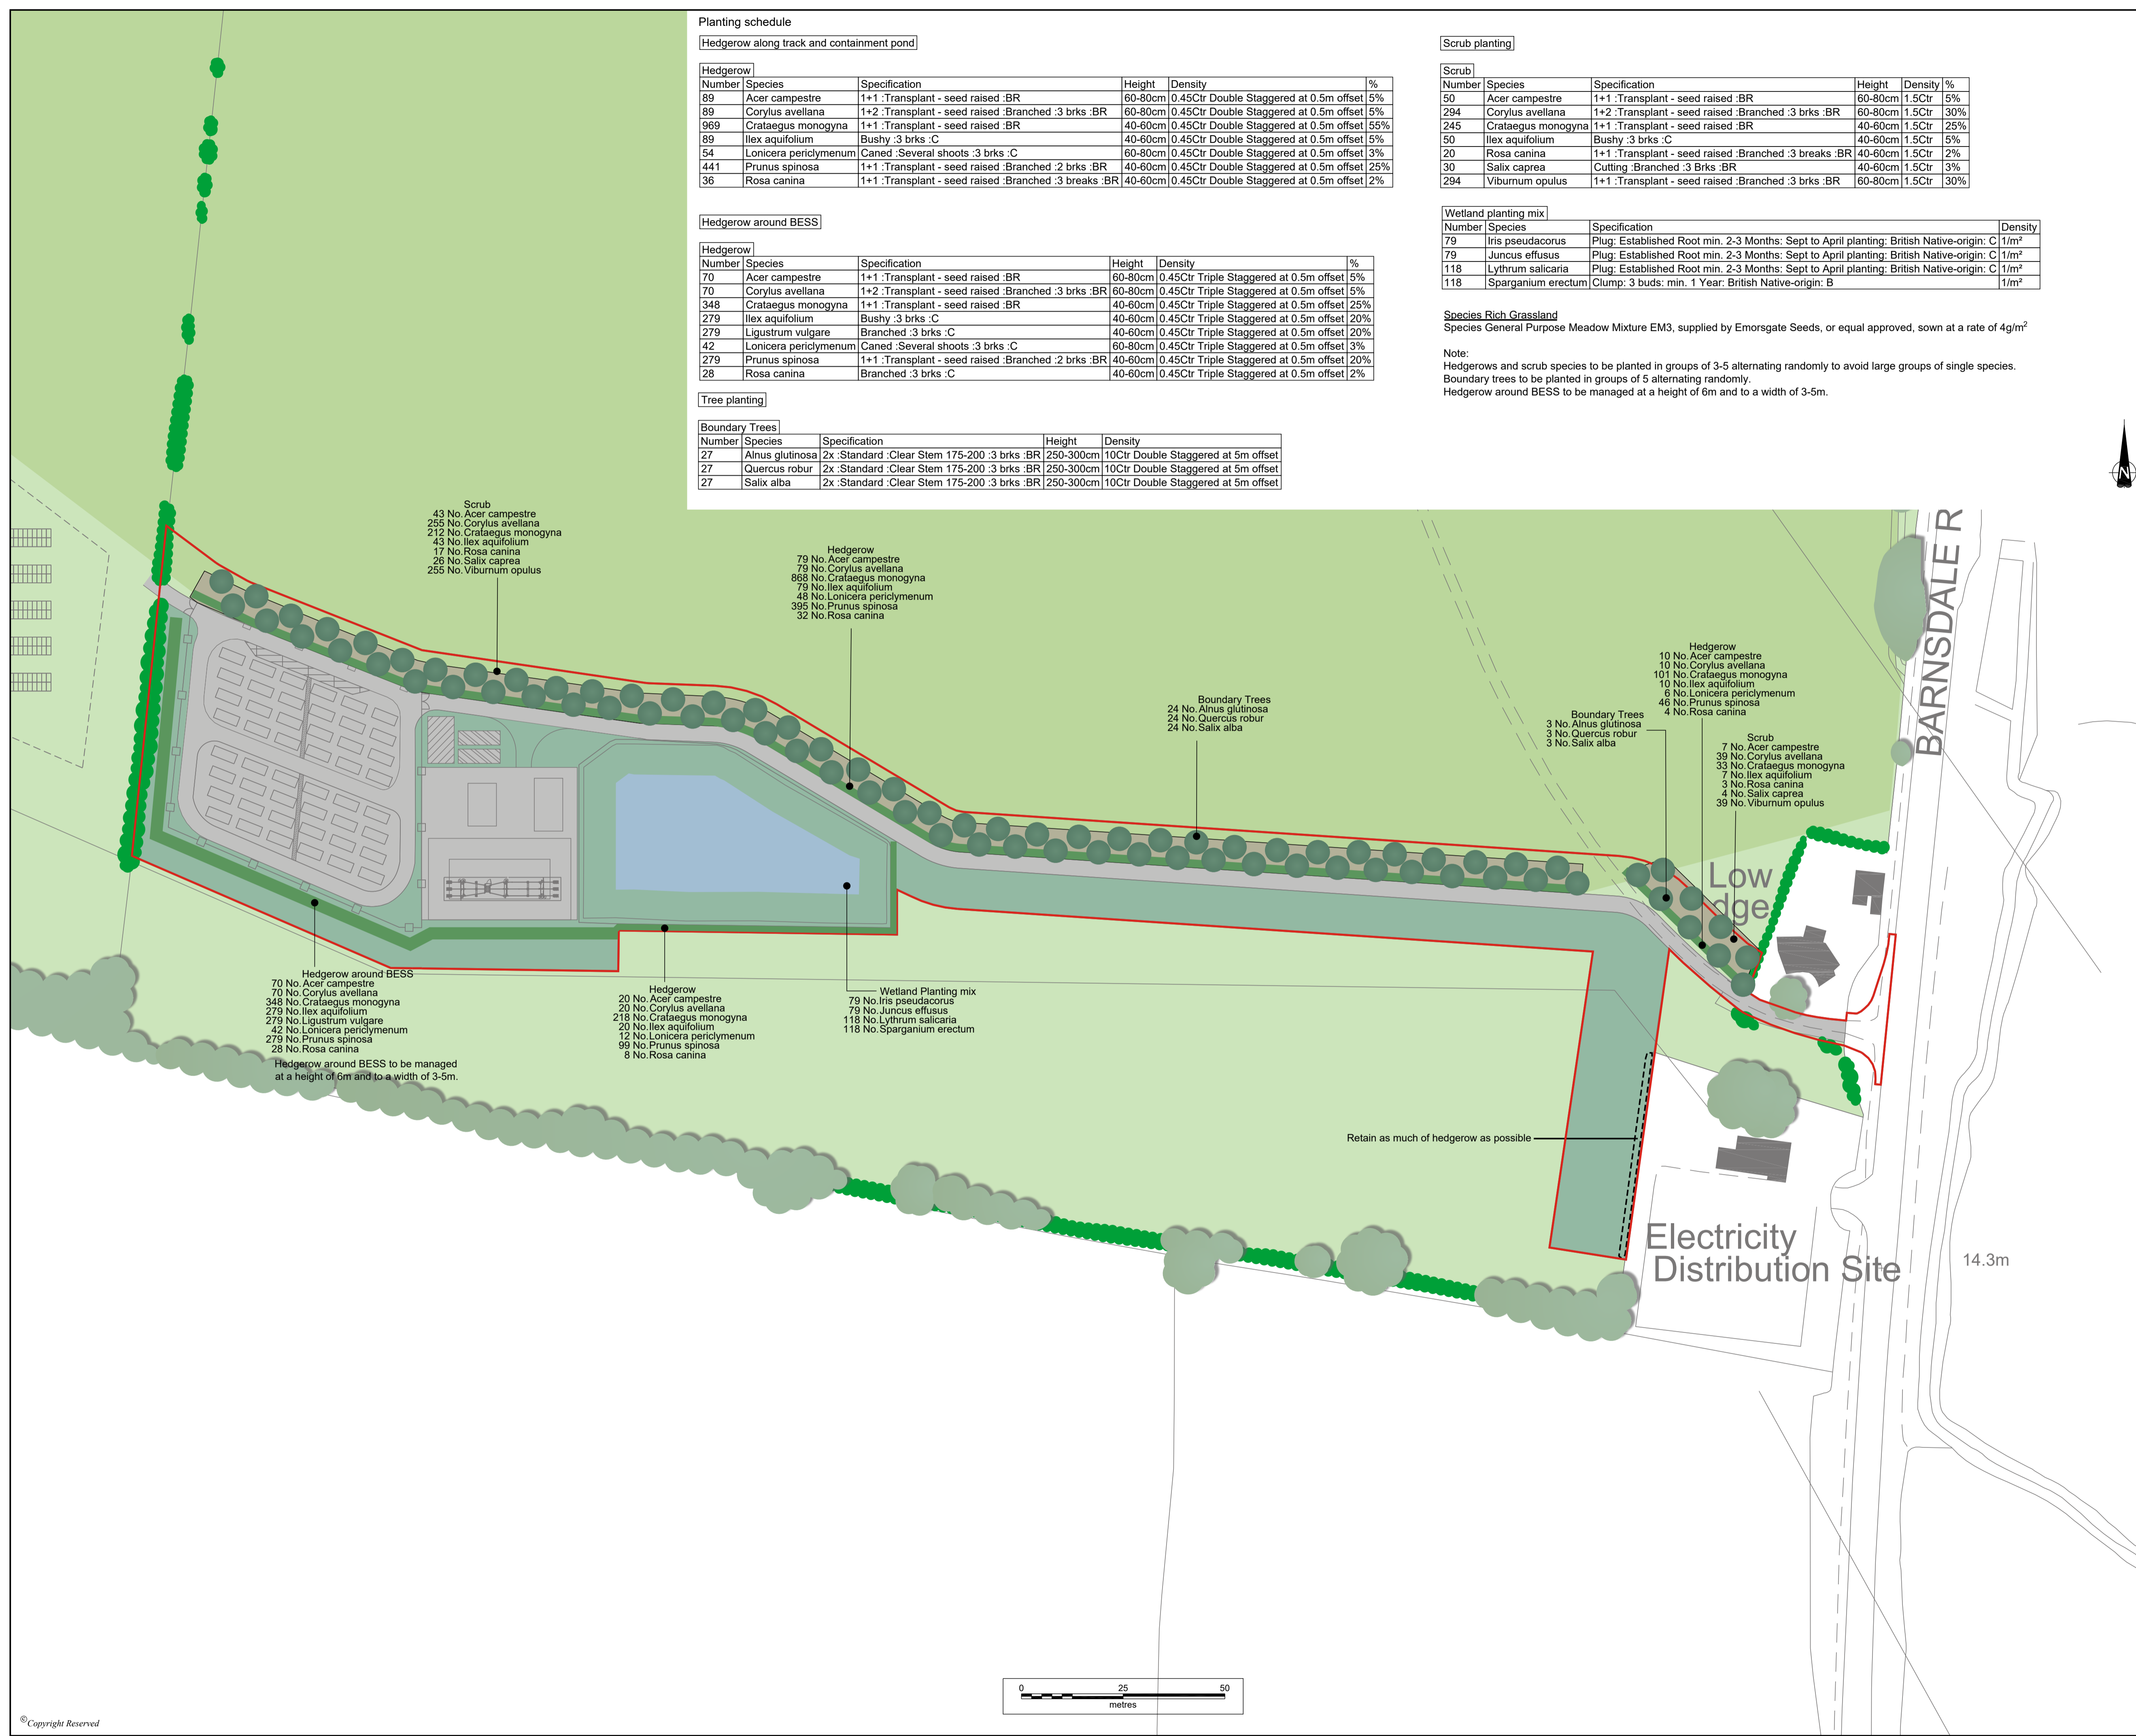 Planting schedule
Hedgerow along track and containment pond
Hedgerow
Number Species Specification Height Density %
89 Acer campestre 1+1 :Transplant - seed raised :BR 60-80cm 0.45Ctr Double Staggered at 0.5m offset 5%
89 Corylus avellana 1+2 :Transplant - seed raised :Branched :3 brks :BR 60-80cm 0.45Ctr Double Staggered at 0.5m offset 5%
969 Crataegus monogyna 1+1 :Transplant - seed raised :BR 40-60cm 0.45Ctr Double Staggered at 0.5m offset 55%
89 Ilex aquifolium Bushy :3 brks :C 40-60cm 0.45Ctr Double Staggered at 0.5m offset 5%
54 Lonicera periclymenum Caned :Several shoots :3 brks :C 60-80cm 0.45Ctr Double Staggered at 0.5m offset 3%
441 Prunus spinosa 1+1 :Transplant - seed raised :Branched :2 brks :BR 40-60cm 0.45Ctr Double Staggered at 0.5m offset 25%
36 Rosa canina 1+1 :Transplant - seed raised :Branched :3 breaks :BR 40-60cm 0.45Ctr Double Staggered at 0.5m offset 2%
Hedgerow around BESS
Hedgerow
Number Species Specification Height Density %
70 Acer campestre 1+1 :Transplant - seed raised :BR 60-80cm 0.45Ctr Triple Staggered at 0.5m offset 5%
70 Corylus avellana 1+2 :Transplant - seed raised :Branched :3 brks :BR 60-80cm 0.45Ctr Triple Staggered at 0.5m offset 5%
348 Crataegus monogyna 1+1 :Transplant - seed raised :BR 40-60cm 0.45Ctr Triple Staggered at 0.5m offset 25%
279 Ilex aquifolium Bushy :3 brks :C 40-60cm 0.45Ctr Triple Staggered at 0.5m offset 20%
279 Ligustrum vulgare Branched :3 brks :C 40-60cm 0.45Ctr Triple Staggered at 0.5m offset 20%
42 Lonicera periclymenum Caned :Several shoots :3 brks :C 60-80cm 0.45Ctr Triple Staggered at 0.5m offset 3%
279 Prunus spinosa 1+1 :Transplant - seed raised :Branched :2 brks :BR 40-60cm 0.45Ctr Triple Staggered at 0.5m offset 20%
28 Rosa canina Branched :3 brks :C 40-60cm 0.45Ctr Triple Staggered at 0.5m offset 2%
Tree planting
Boundary Trees
Number Species Specification Height Density
27 Alnus glutinosa 2x :Standard :Clear Stem 175-200 :3 brks :BR 250-300cm 10Ctr Double Staggered at 5m offset
27 Quercus robur 2x :Standard :Clear Stem 175-200 :3 brks :BR 250-300cm 10Ctr Double Staggered at 5m offset
27 Salix alba 2x :Standard :Clear Stem 175-200 :3 brks :BR 250-300cm 10Ctr Double Staggered at 5m offset
Scrub planting
Scrub
Number Species Specification Height Density %
50 Acer campestre 1+1 :Transplant - seed raised :BR 60-80cm 1.5Ctr 5%
294 Corylus avellana 1+2 :Transplant - seed raised :Branched :3 brks :BR 60-80cm 1.5Ctr 30%
245 Crataegus monogyna 1+1 :Transplant - seed raised :BR 40-60cm 1.5Ctr 25%
50 Ilex aquifolium Bushy :3 brks :C 40-60cm 1.5Ctr 5%
20 Rosa canina 1+1 :Transplant - seed raised :Branched :3 breaks :BR 40-60cm 1.5Ctr 2%
30 Salix caprea Cutting :Branched :3 Brks :BR 40-60cm 1.5Ctr 3%
294 Viburnum opulus 1+1 :Transplant - seed raised :Branched :3 brks :BR 60-80cm 1.5Ctr 30%
Wetland planting mix
Number Species Specification Density
79 Iris pseudacorus Plug: Established Root min. 2-3 Months: Sept to April planting: British Native-origin: C 1/m²
79 Juncus effusus Plug: Established Root min. 2-3 Months: Sept to April planting: British Native-origin: C 1/m²
118 Lythrum salicaria Plug: Established Root min. 2-3 Months: Sept to April planting: British Native-origin: C 1/m²
118 Sparganium erectum Clump: 3 buds: min. 1 Year: British Native-origin: B 1/m²
Species Rich Grassland
Species General Purpose Meadow Mixture EM3, supplied by Emorsgate Seeds, or equal approved, sown at a rate of 4g/m²
Note:
Hedgerows and scrub species to be planted in groups of 3-5 alternating randomly to avoid large groups of single species.
Boundary trees to be planted in groups of 5 alternating randomly.
Hedgerow around BESS to be managed at a height of 6m and to a width of 3-5m.
N
Scrub
43 No.Acer campestre
255 No.Corylus avellana
212 No.Crataegus monogyna
43 No.Ilex aquifolium
17 No.Rosa canina
26 No.Salix caprea
255 No.Viburnum opulus
Hedgerow
79 No.Acer campestre
79 No.Corylus avellana
868 No.Crataegus monogyna
79 No.Ilex aquifolium
48 No.Lonicera periclymenum
395 No.Prunus spinosa
32 No.Rosa canina
Boundary Trees
24 No.Alnus glutinosa
24 No.Quercus robur
24 No.Salix alba
Boundary Trees
3 No.Alnus glutinosa
3 No.Quercus robur
3 No.Salix alba
Hedgerow
10 No.Acer campestre
10 No.Corylus avellana
101 No.Crataegus monogyna
10 No.Ilex aquifolium
6 No.Lonicera periclymenum
46 No.Prunus spinosa
4 No.Rosa canina
Scrub
7 No.Acer campestre
39 No.Corylus avellana
33 No.Crataegus monogyna
7 No.Ilex aquifolium
3 No.Rosa canina
4 No.Salix caprea
39 No.Viburnum opulus
BARNSDALE R
Low
dge
Hedgerow around BESS
70 No.Acer campestre
70 No.Corylus avellana
348 No.Crataegus monogyna
279 No.Ilex aquifolium
279 No.Ligustrum vulgare
42 No.Lonicera periclymenum
279 No.Prunus spinosa
28 No.Rosa canina
Hedgerow around BESS to be managed
at a height of 6m and to a width of 3-5m.
Hedgerow
20 No.Acer campestre
20 No.Corylus avellana
218 No.Crataegus monogyna
20 No.Ilex aquifolium
12 No.Lonicera periclymenum
99 No.Prunus spinosa
8 No.Rosa canina
Wetland Planting mix
79 No.Iris pseudacorus
79 No.Juncus effusus
118 No.Lythrum salicaria
118 No.Sparganium erectum
Retain as much of hedgerow as possible
Electricity
Distribution Site
14.3m
0 25 50
metres
©Copyright Reserved